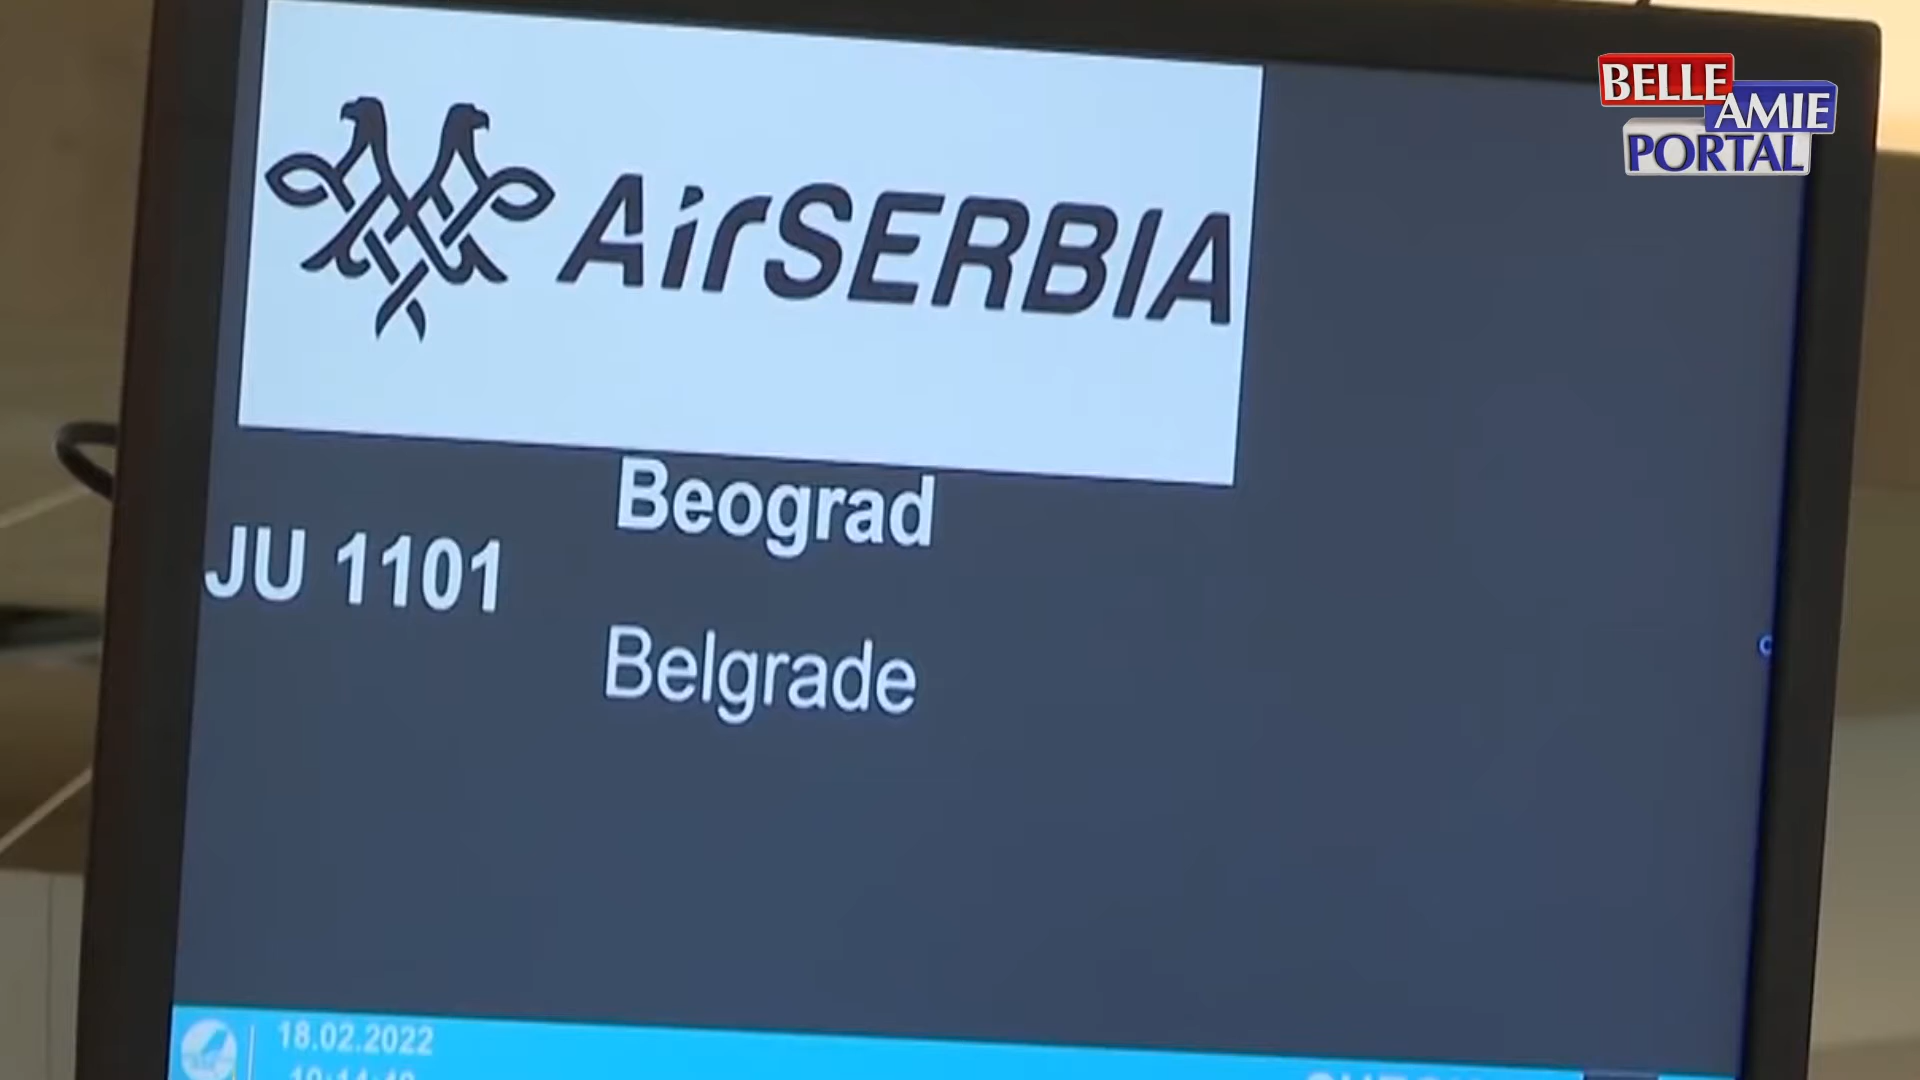 BELLE
AMIE
PORTAL
AirSERBIA
Beograd
JU 1101
Belgrade
18.02.2022